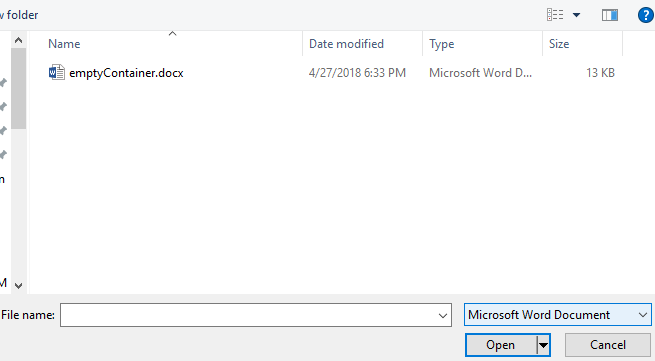 w folder
Name Date modified Type Size
emptyContainer.docx 4/27/2018 6:33 PM Microsoft Word D... 13 KB
n
M
File name: Microsoft Word Document
Open Cancel